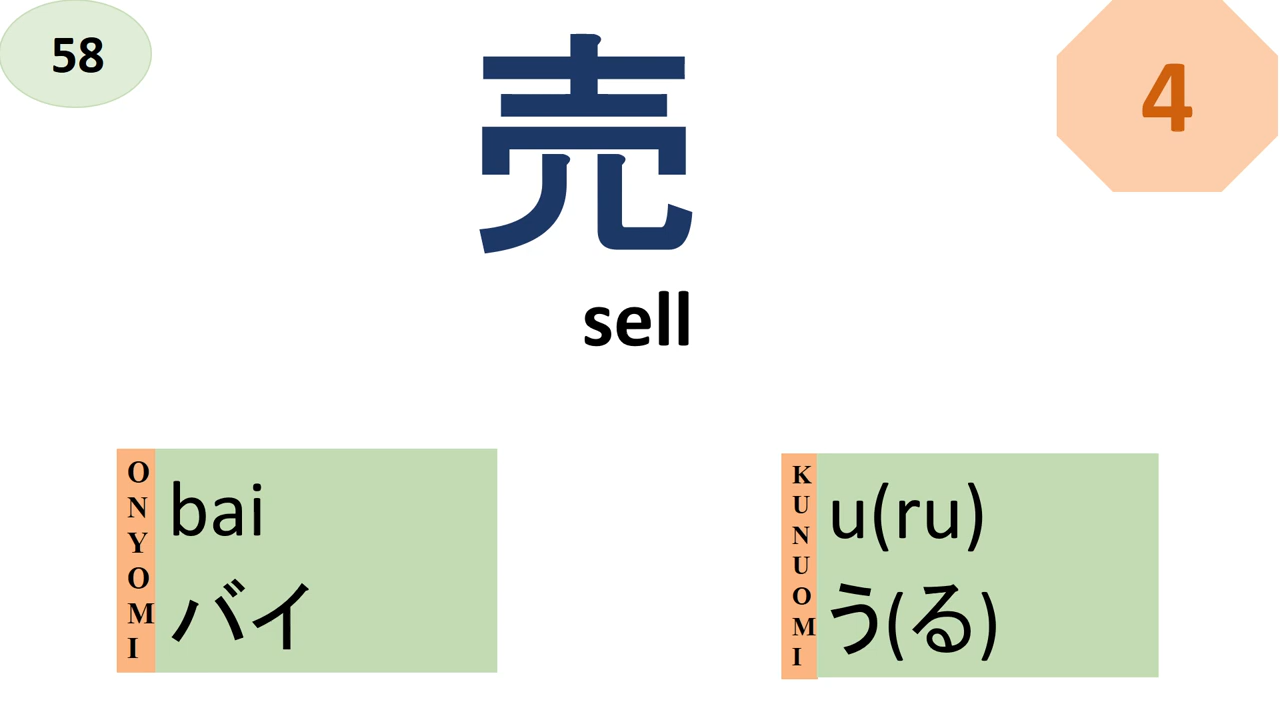 58
売
4
sell
ONYOMI
bai
バイ
KUNUOMI
u(ru)
う(る)